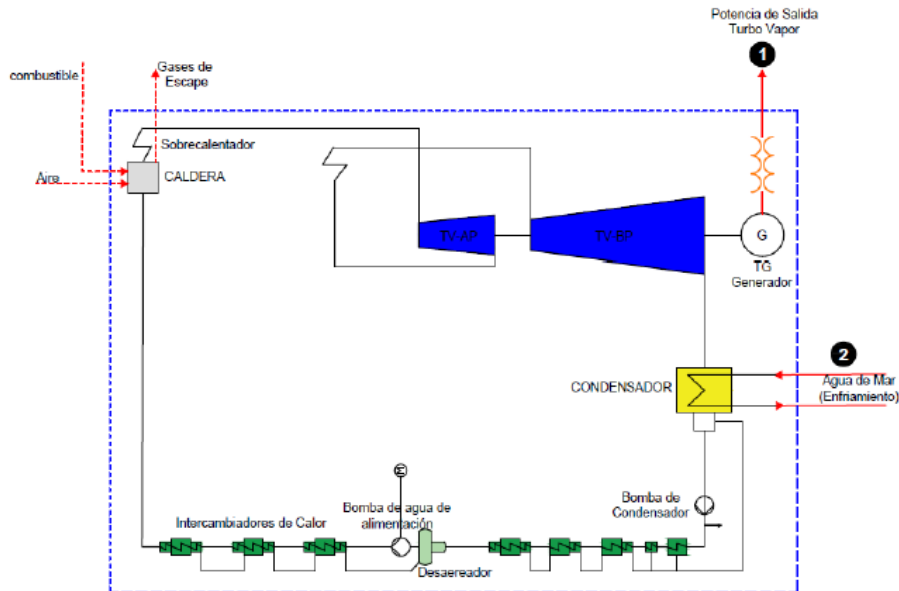 Potencia de Salida
Turbo Vapor
1
combustible
Gases de
Escape
Sobrecalentador
Aire
CALDERA
TV-AP
TV-BP
G
TG
Generador
2
CONDENSADOR
Agua de Mar
(Enfriamiento)
M
Bomba de agua de
alimentación
Bomba de
Condensador
Intercambiadores de Calor
Desaereador